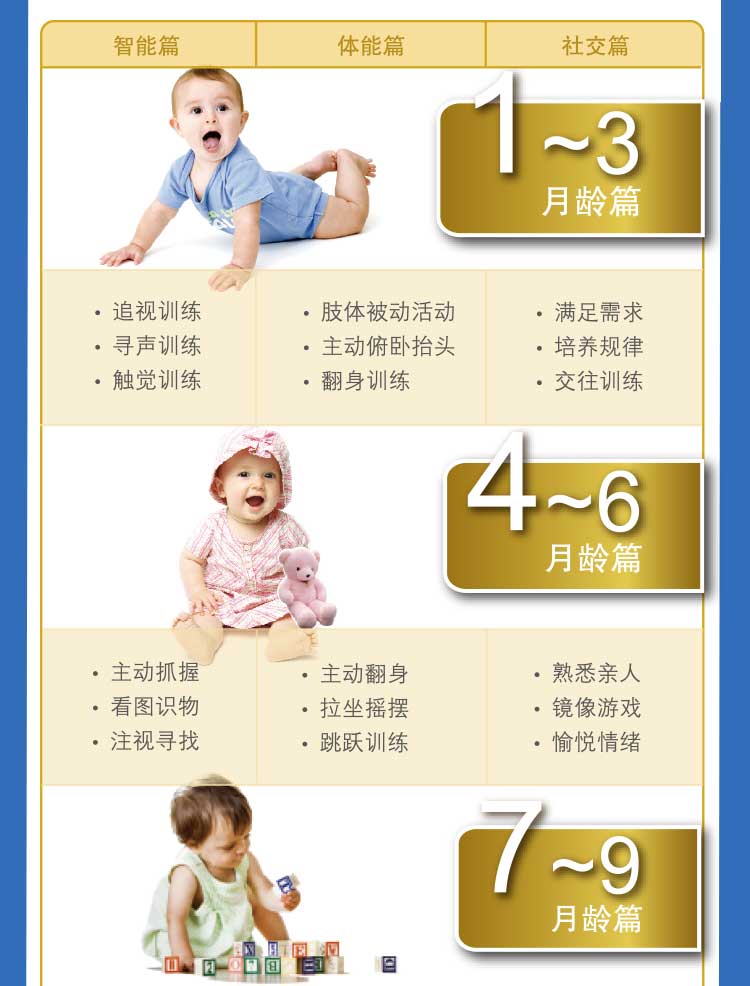 智能篇 体能篇 社交篇
1~3
月龄篇
• 追视训练 • 肢体被动活动 • 满足需求
• 寻声训练 • 主动俯卧抬头 • 培养规律
• 触觉训练 • 翻身训练 • 交往训练
4~6
月龄篇
• 主动抓握 • 主动翻身 • 熟悉亲人
• 看图识物 • 拉坐摇摆 • 镜像游戏
• 注视寻找 • 跳跃训练 • 愉悦情绪
7~9
月龄篇